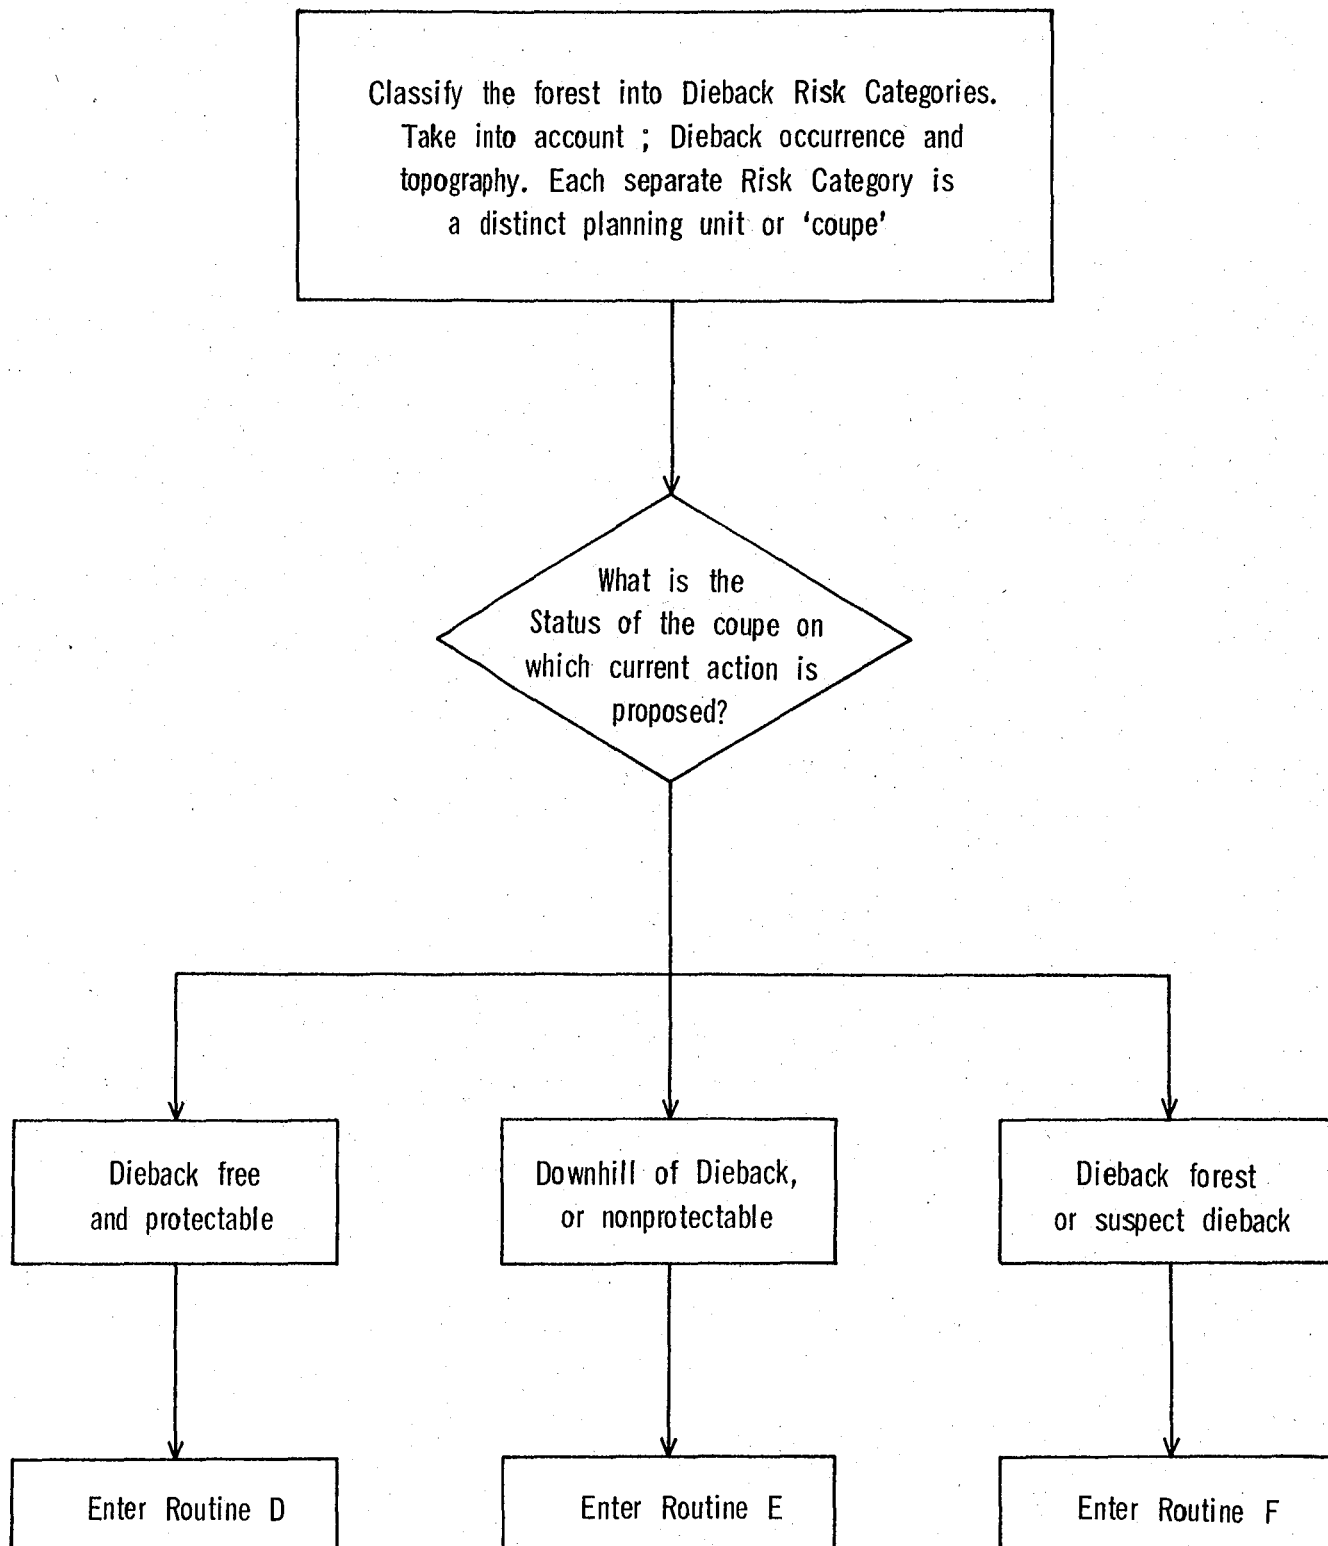 Classify the forest into Dieback Risk Categories.
Take into account ; Dieback occurrence and
topography. Each separate Risk Category is
a distinct planning unit or 'coupe'
What is the
Status of the coupe on
which current action is
proposed?
Dieback free
and protectable
Downhill of Dieback,
or nonprotectable
Dieback forest
or suspect dieback
Enter Routine D
Enter Routine E
Enter Routine F